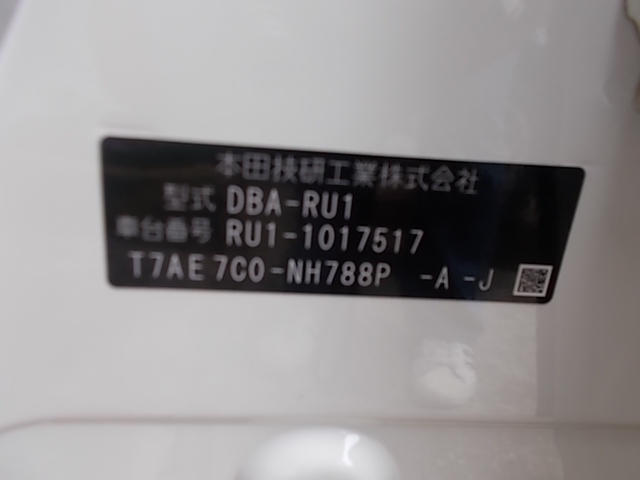 本田技研工業株式会社
型式 DBA-RU1
車台番号 RU1-1017517
T7AE7C0-NH788P -A -J